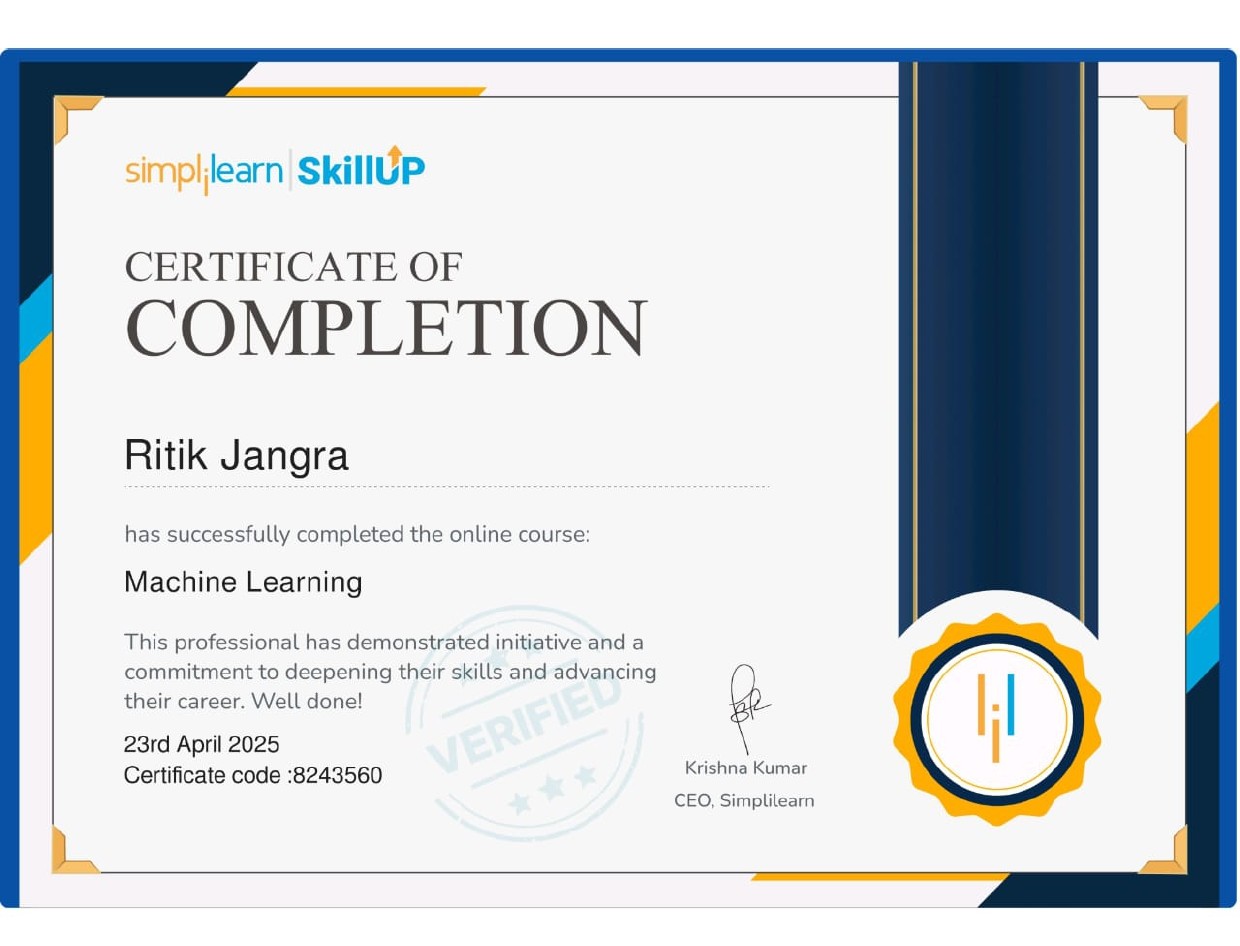 simplilearn | SkillUP
CERTIFICATE OF
COMPLETION
Ritik Jangra
has successfully completed the online course:
Machine Learning
This professional has demonstrated initiative and a
commitment to deepening their skills and advancing
their career. Well done!
VERIFIED
23rd April 2025
Certificate code :8243560
Krishna Kumar
CEO, Simplilearn